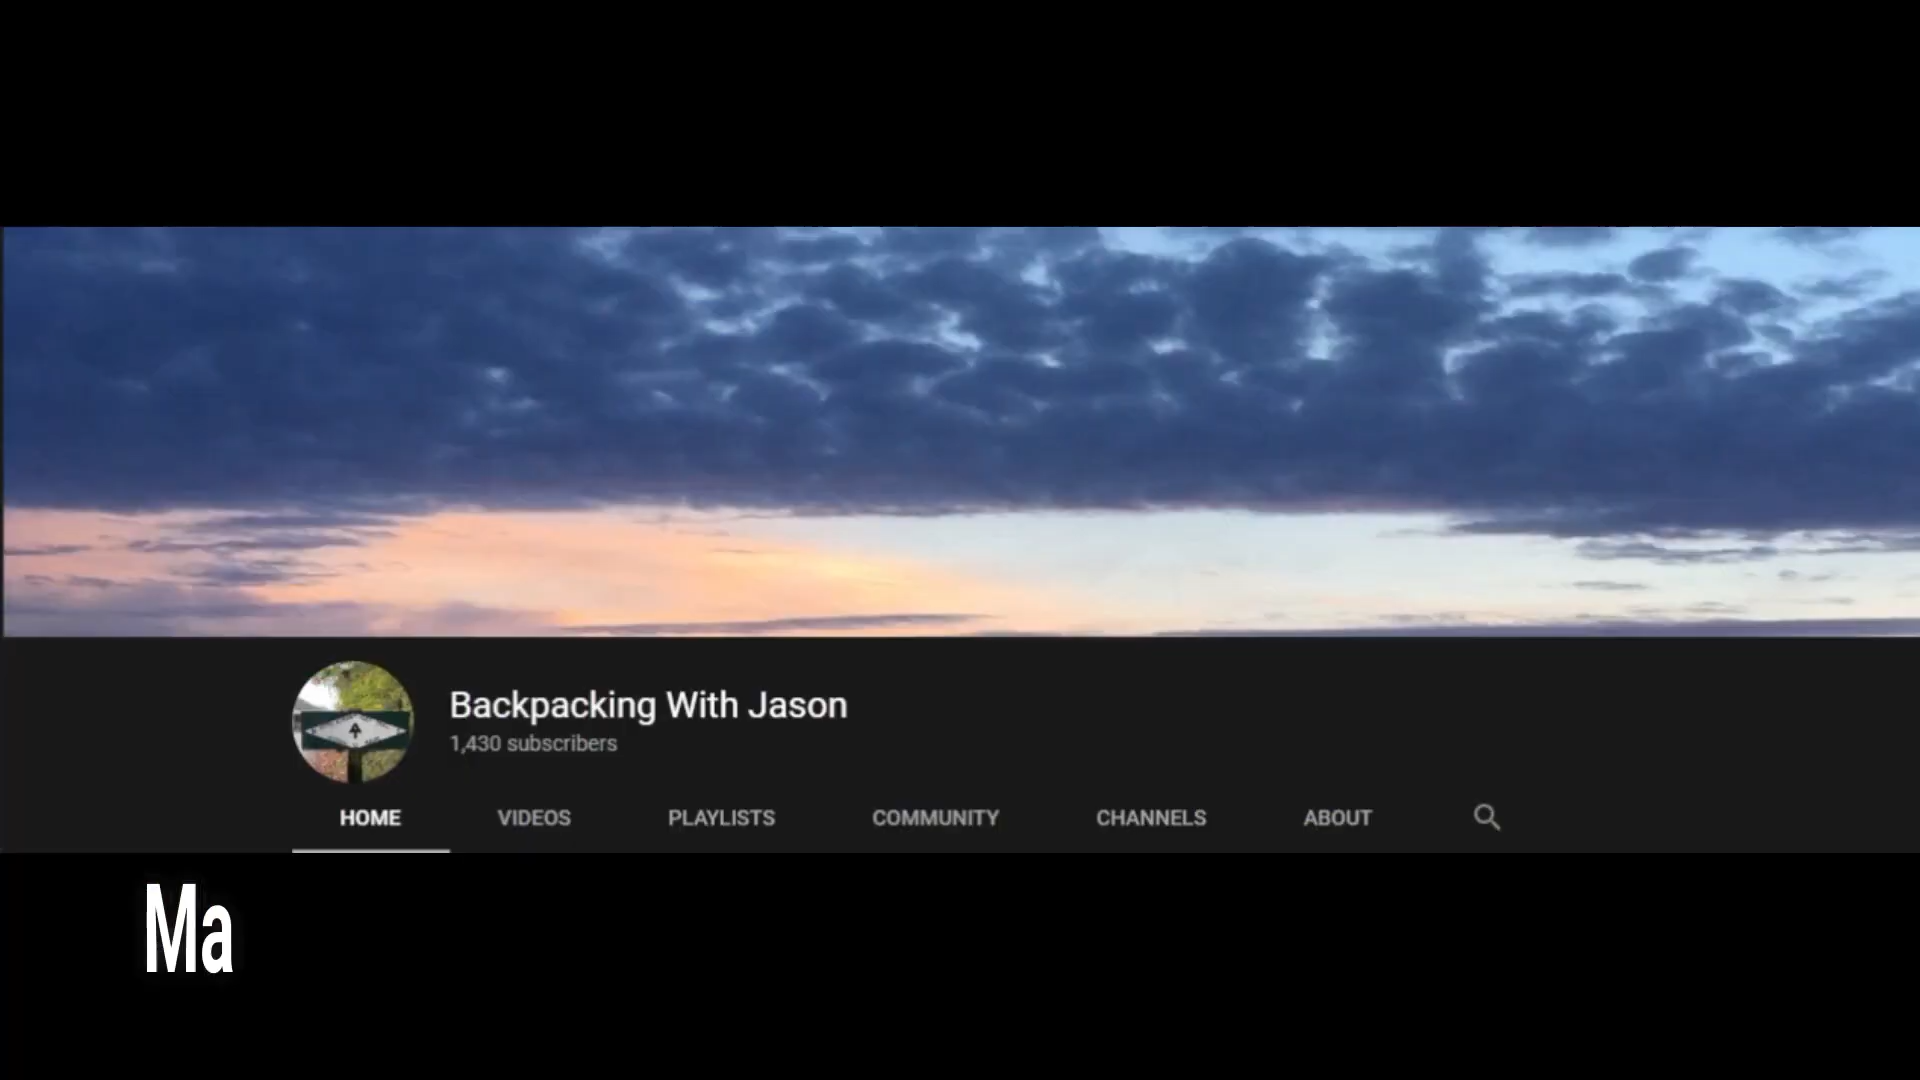 Backpacking With Jason
1,430 subscribers
HOME VIDEOS PLAYLISTS COMMUNITY CHANNELS ABOUT
Ma